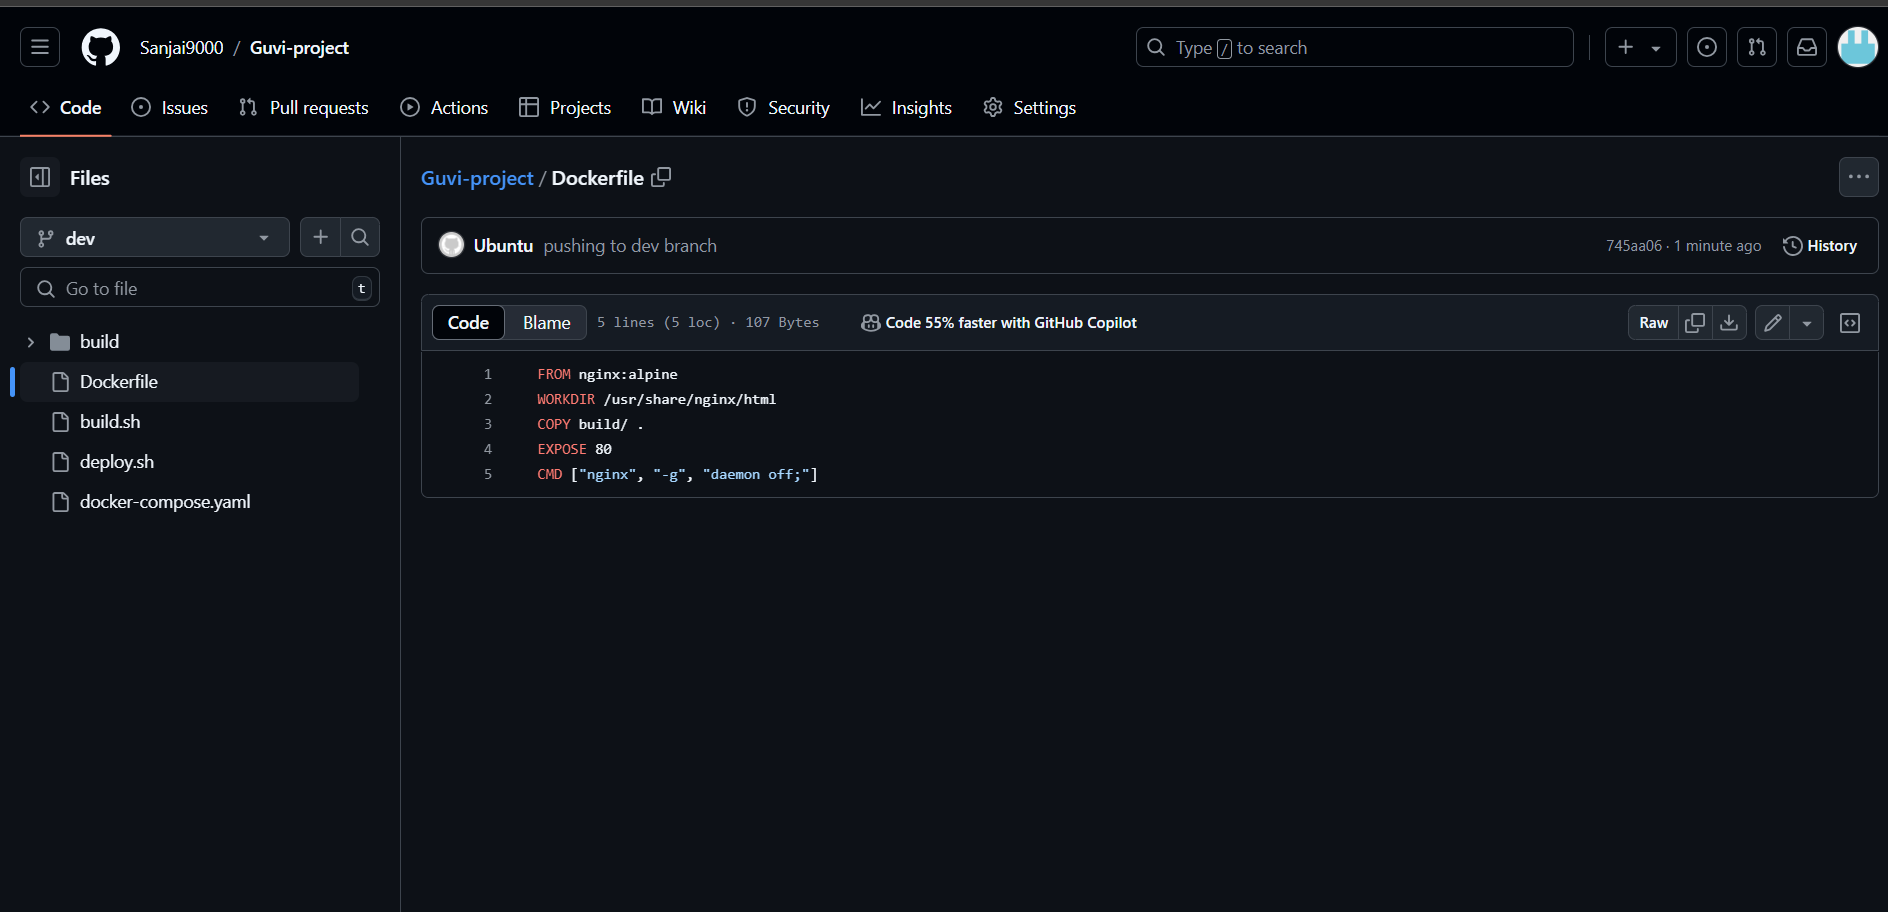 Sanjai9000 / Guvi-project
Type / to search
Code Issues Pull requests Actions Projects Wiki Security Insights Settings
Files
dev
Go to file
t
build
Dockerfile
build.sh
deploy.sh
docker-compose.yaml
Guvi-project / Dockerfile
Ubuntu pushing to dev branch
745aa06 · 1 minute ago
History
Code Blame 5 lines (5 loc) · 107 Bytes
Code 55% faster with GitHub Copilot
Raw
1 FROM nginx:alpine
2 WORKDIR /usr/share/nginx/html
3 COPY build/ .
4 EXPOSE 80
5 CMD ["nginx", "-g", "daemon off;"]